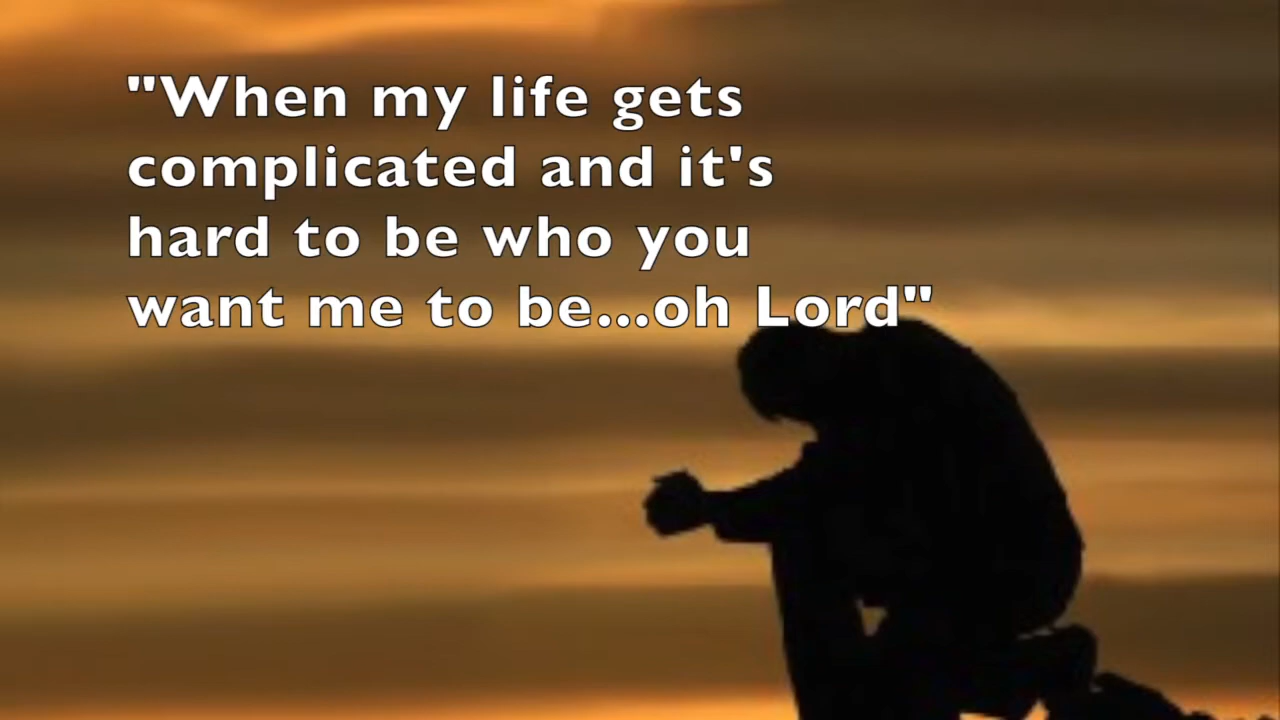 "When my life gets
complicated and it's
hard to be who you
want me to be...oh Lord"